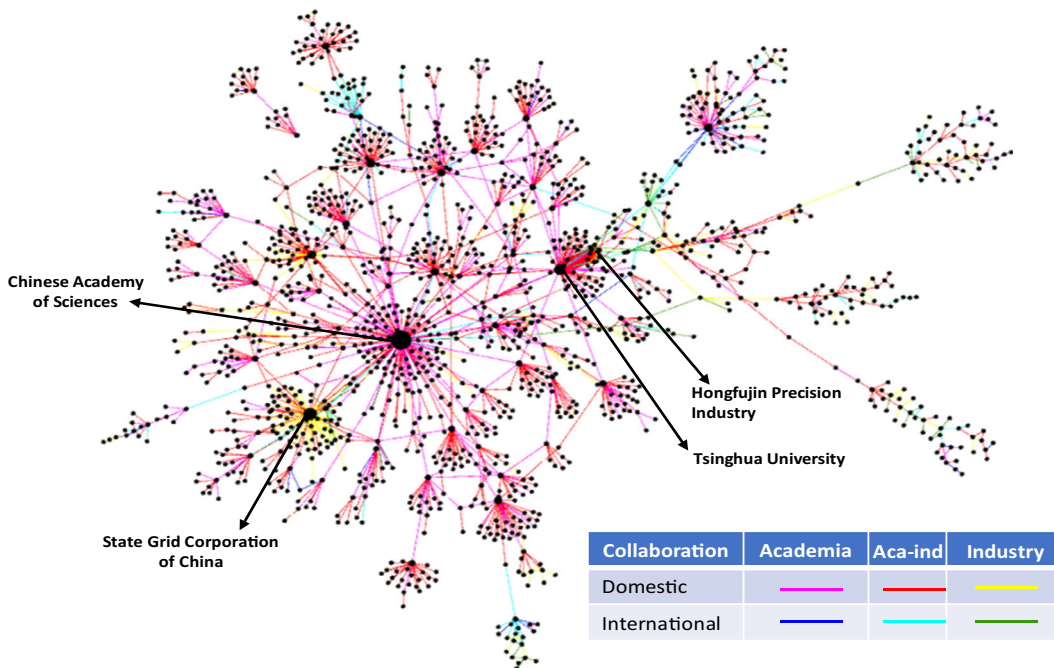 Chinese Academy
of Sciences
Hongfujin Precision
Industry
Tsinghua University
State Grid Corporation
of China
Collaboration Academia Aca-ind Industry
Domestic
International